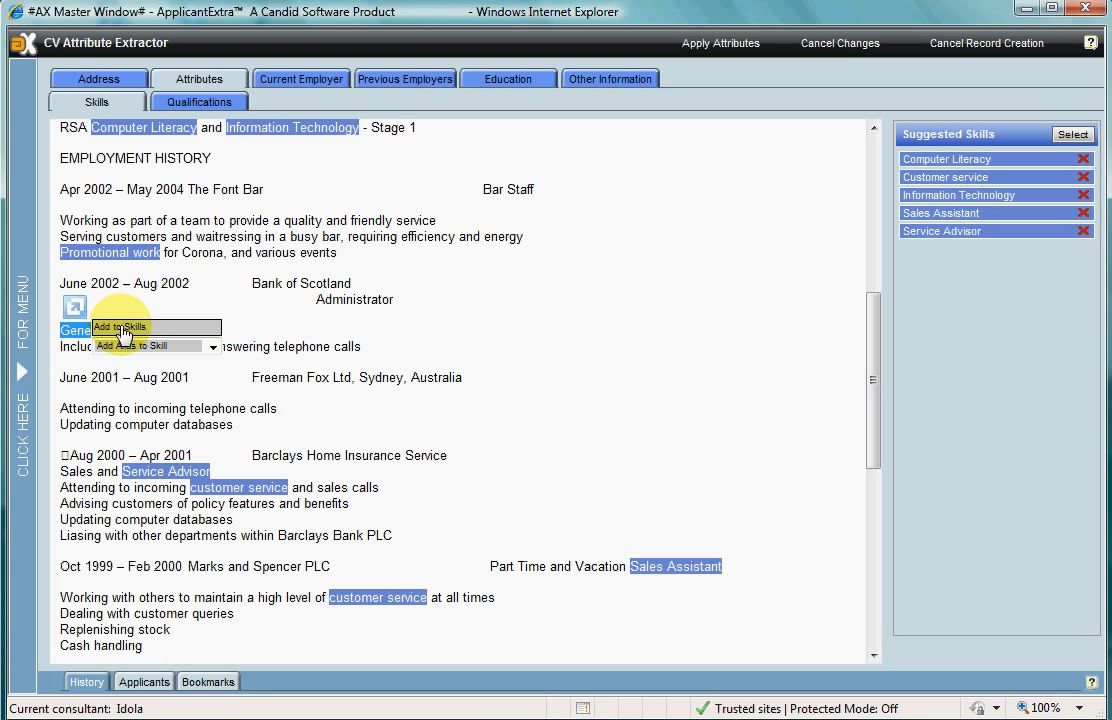 #AX Master Window# - ApplicantExtra™ A Candid Software Product - Windows Internet Explorer
CV Attribute Extractor Apply Attributes Cancel Changes Cancel Record Creation ?
Address Attributes Current Employer Previous Employers Education Other Information
Skills Qualifications
RSA Computer Literacy and Information Technology - Stage 1
EMPLOYMENT HISTORY
Apr 2002 – May 2004 The Font Bar Bar Staff
Working as part of a team to provide a quality and friendly service
Serving customers and waitressing in a busy bar, requiring efficiency and energy
Promotional work for Corona, and various events
June 2002 – Aug 2002 Bank of Scotland
Administrator
Add to Skills
Gene
Add Alias to Skill
Incluc nswering telephone calls
June 2001 – Aug 2001 Freeman Fox Ltd, Sydney, Australia
Attending to incoming telephone calls
Updating computer databases
Aug 2000 – Apr 2001 Barclays Home Insurance Service
Sales and Service Advisor
Attending to incoming customer service and sales calls
Advising customers of policy features and benefits
Updating computer databases
Liasing with other departments within Barclays Bank PLC
Oct 1999 – Feb 2000 Marks and Spencer PLC Part Time and Vacation Sales Assistant
Working with others to maintain a high level of customer service at all times
Dealing with customer queries
Replenishing stock
Cash handling
Suggested Skills Select
Computer Literacy
Customer service
Information Technology
Sales Assistant
Service Advisor
CLICK HERE FOR MENU
History Applicants Bookmarks ?
Current consultant: Idola Trusted sites | Protected Mode: Off 100%